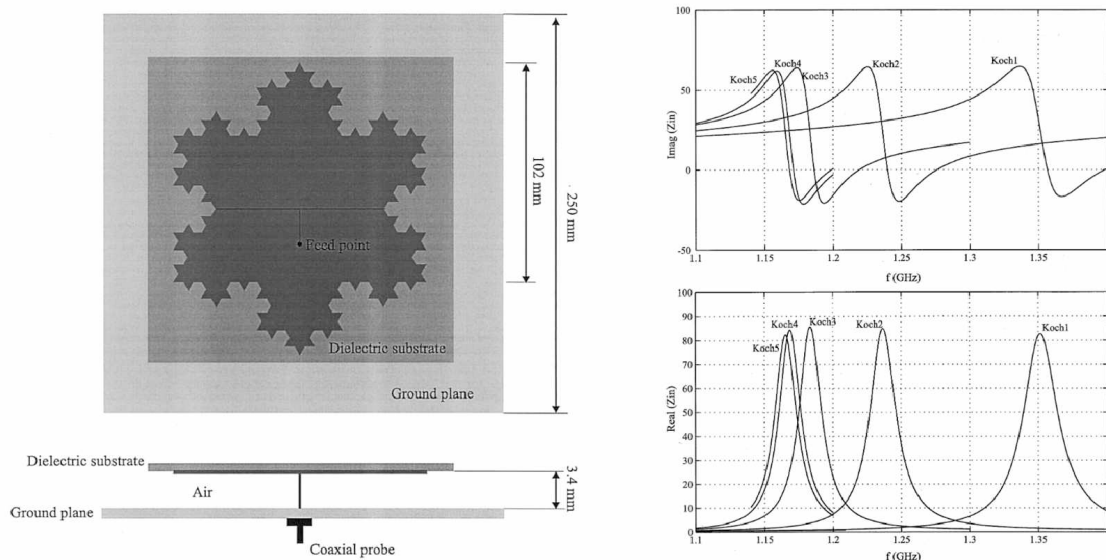 Feed point
102 mm
250 mm
Dielectric substrate
Ground plane
Dielectric substrate
Air
3.4 mm
Ground plane
Coaxial probe
100
50
0
-50
Imag (Zin)
Koch5
Koch4
Koch3
Koch2
Koch1
1.1
1.15
1.2
1.25
1.3
1.35
f (GHz)
100
90
80
70
60
50
40
30
20
10
0
Real (Zin)
Koch5
Koch4
Koch3
Koch2
Koch1
1.1
1.15
1.2
1.25
1.3
1.35
f (GHz)